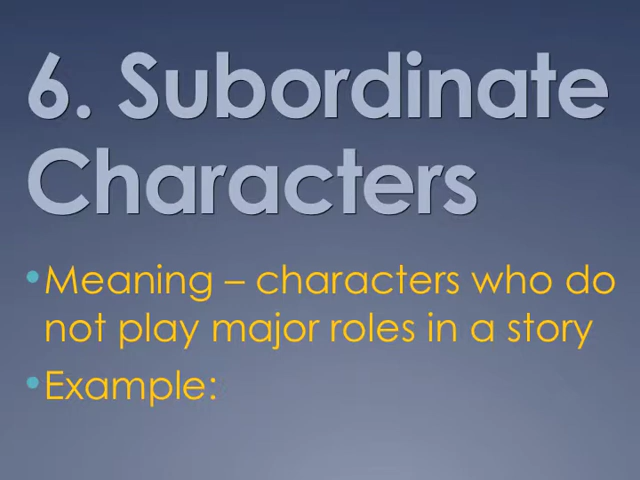 6. Subordinate
Characters
•Meaning – characters who do
not play major roles in a story
•Example: